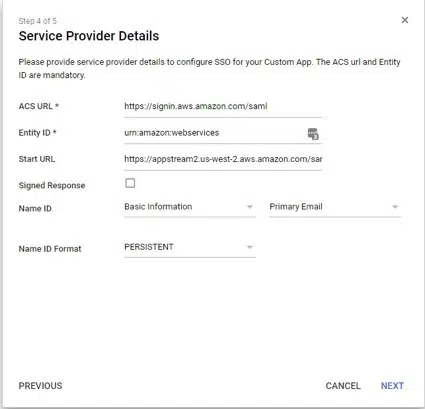 Step 4 of 5
Service Provider Details
Please provide service provider details to configure SSO for your Custom App. The ACS url and Entity
ID are mandatory.
ACS URL * https://signin.aws.amazon.com/saml
Entity ID * urn:amazon:webservices
Start URL https://appstream2.us-west-2.aws.amazon.com/sar
Signed Response
Name ID Basic Information Primary Email
Name ID Format PERSISTENT
PREVIOUS CANCEL NEXT